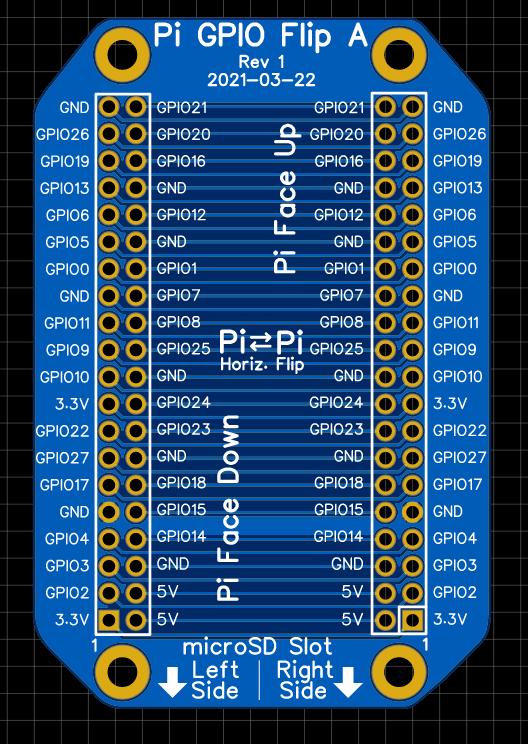 Pi GPIO Flip A
Rev 1
2021-03-22
GND GPIO21 GPIO21 GND
GPIO26 GPIO20 GPIO20 GPIO26
GPIO19 GPIO16 GPIO16 GPIO19
GPIO13 GND GND GPIO13
GPIO6 GPIO12 GPIO12 GPIO6
GPIO5 GND GND GPIO5
GPIO0 GPIO1 GPIO1 GPIO0
GND GPIO7 GPIO7 GND
GPIO11 GPIO8 GPIO8 GPIO11
GPIO9 GPIO25 GPIO25 GPIO9
GPIO10 GND GND GPIO10
3.3V GPIO24 GPIO24 3.3V
GPIO22 GPIO23 GPIO23 GPIO22
GPIO27 GND GND GPIO27
GPIO17 GPIO18 GPIO18 GPIO17
GND GPIO15 GPIO15 GND
GPIO4 GPIO14 GPIO14 GPIO4
GPIO3 GND GND GPIO3
GPIO2 5V 5V GPIO2
3.3V 5V 5V 3.3V
Pi Face Up
Pi⇄Pi
Horiz. Flip
Pi Face Down
1 1
microSD Slot
Left Right
Side Side